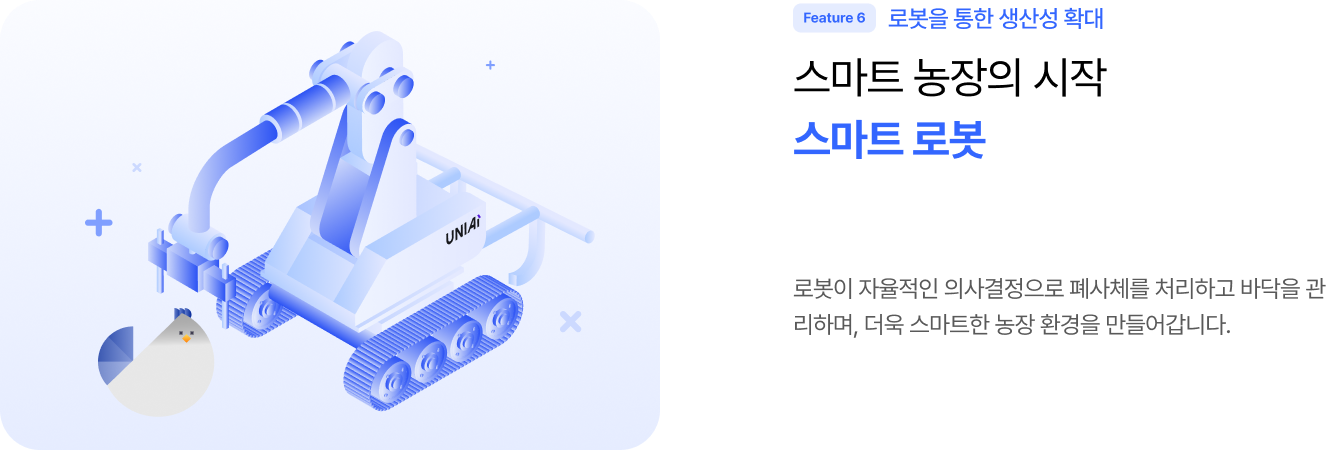 Feature 6 로봇을 통한 생산성 확대
스마트 농장의 시작
스마트 로봇
로봇이 자율적인 의사결정으로 폐사체를 처리하고 바닥을 관
리하며, 더욱 스마트한 농장 환경을 만들어갑니다.
UNIAi